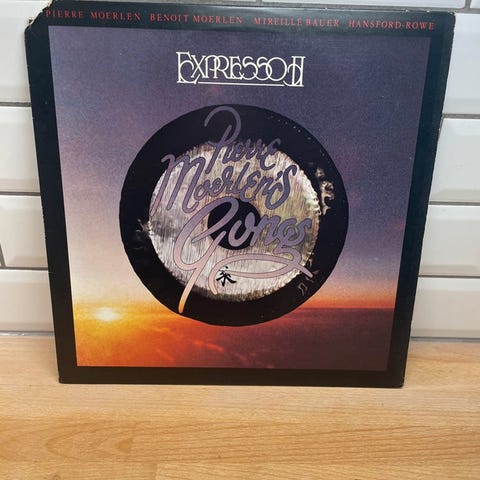 PIERRE MOERLEN BENOIT MOERLEN MIREILLE BAUER HANSFORD-ROWE
EXPRESSO II
Pierre
Moerlen's
Gong